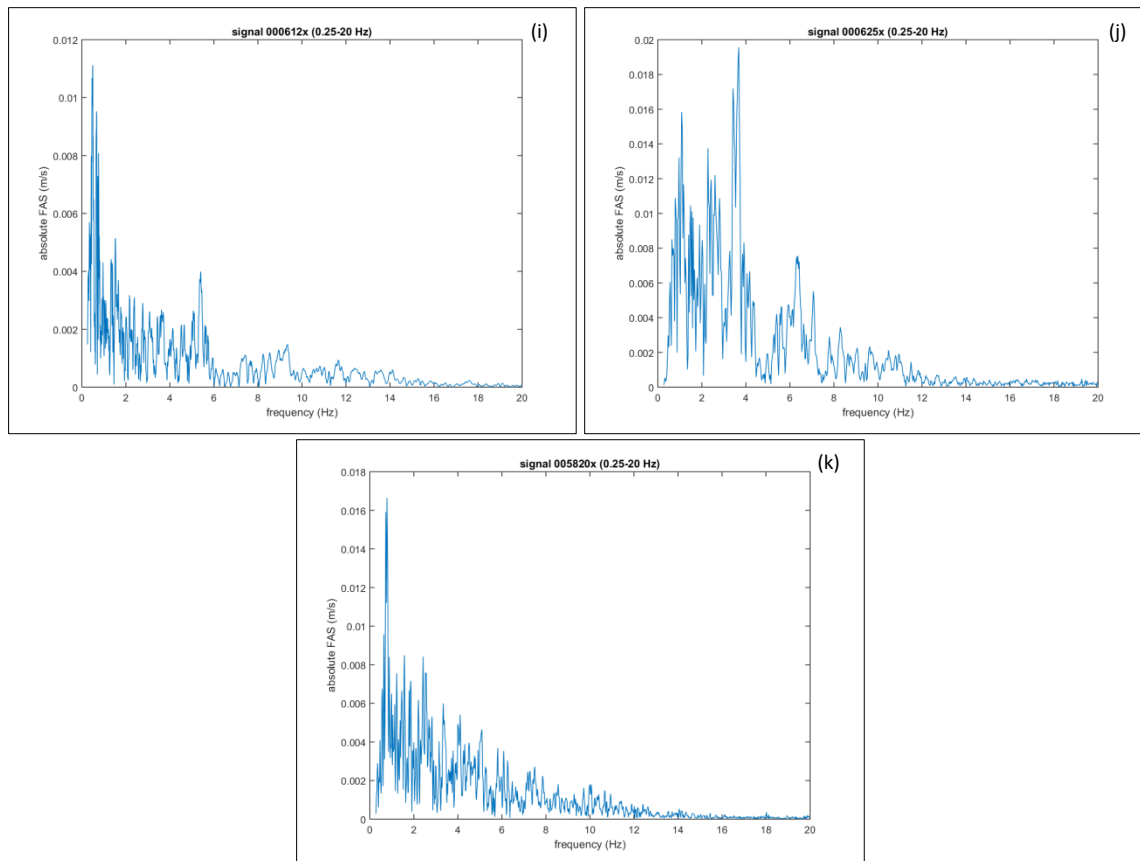 signal 000612x (0.25-20 Hz)
(i)
0.012
0.01
0.008
0.006
0.004
0.002
0
absolute FAS (m/s)
0 2 4 6 8 10 12 14 16 18 20
frequency (Hz)
signal 000625x (0.25-20 Hz)
(j)
0.02
0.018
0.016
0.014
0.012
0.01
0.008
0.006
0.004
0.002
0
absolute FAS (m/s)
0 2 4 6 8 10 12 14 16 18 20
frequency (Hz)
signal 005820x (0.25-20 Hz)
(k)
0.018
0.016
0.014
0.012
0.01
0.008
0.006
0.004
0.002
0
absolute FAS (m/s)
0 2 4 6 8 10 12 14 16 18 20
frequency (Hz)